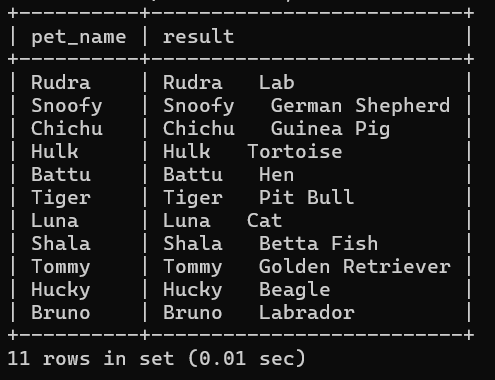 +----------+---------------------------+
| pet_name | result                    |
+----------+---------------------------+
| Rudra    | Rudra   Lab               |
| Snoofy   | Snoofy   German Shepherd  |
| Chichu   | Chichu   Guinea Pig       |
| Hulk     | Hulk   Tortoise           |
| Battu    | Battu   Hen               |
| Tiger    | Tiger   Pit Bull          |
| Luna     | Luna   Cat                |
| Shala    | Shala   Betta Fish        |
| Tommy    | Tommy   Golden Retriever  |
| Hucky    | Hucky   Beagle            |
| Bruno    | Bruno   Labrador          |
+----------+---------------------------+
11 rows in set (0.01 sec)